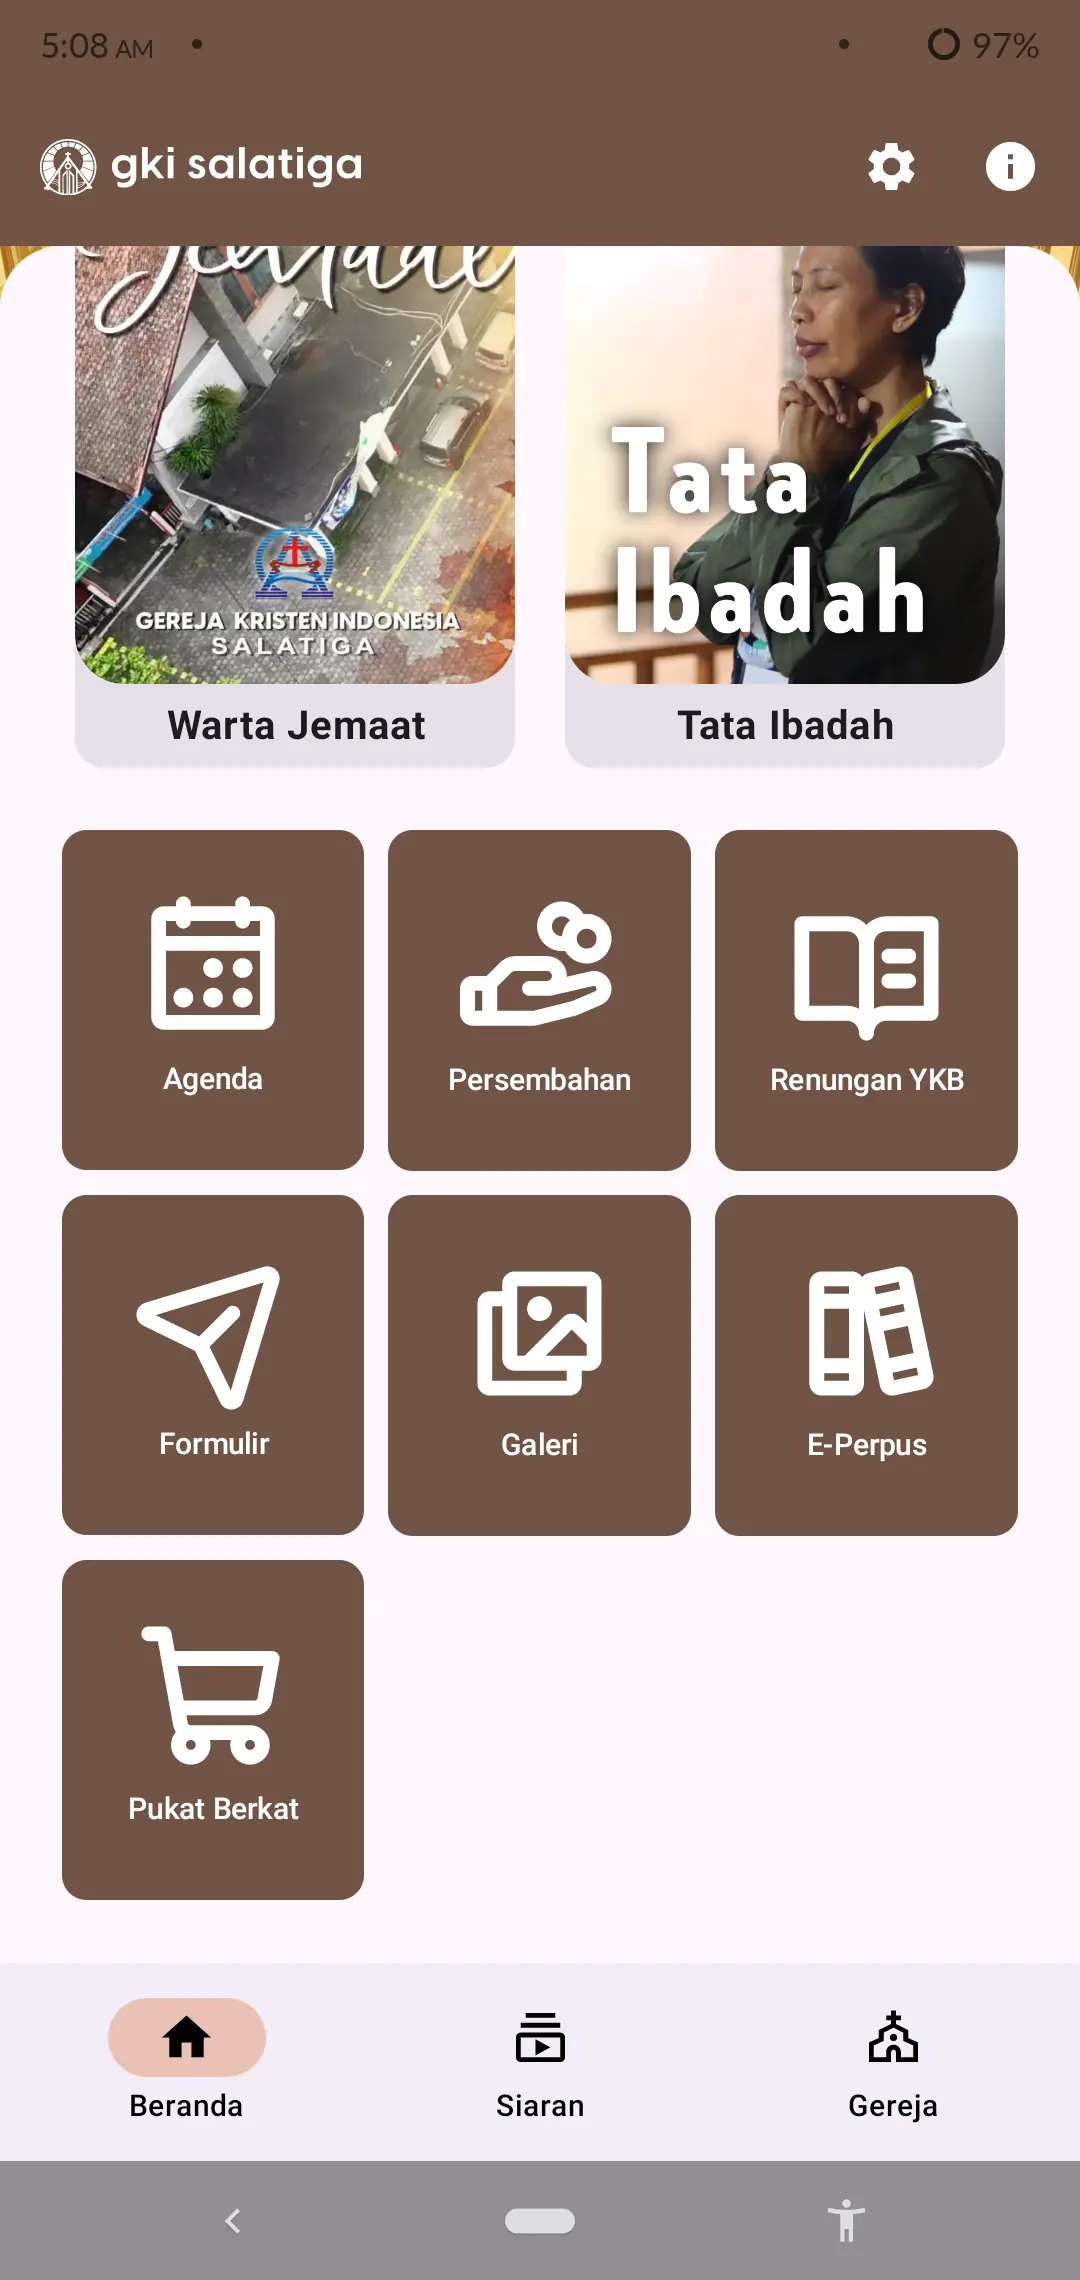 5:08 AM
97%
gki salatiga
GEREJA KRISTEN INDONESIA
SALATIGA
Tata
Ibadah
Warta Jemaat
Tata Ibadah
Agenda
Persembahan
Renungan YKB
Formulir
Galeri
E-Perpus
Pukat Berkat
Beranda
Siaran
Gereja